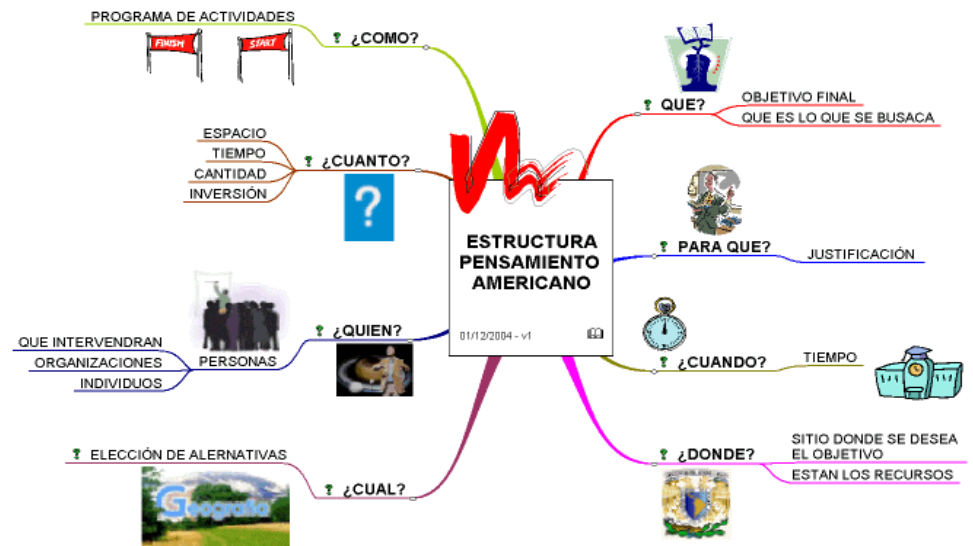 PROGRAMA DE ACTIVIDADES
¿COMO?
FINISH
START
ESPACIO
TIEMPO
CANTIDAD
INVERSIÓN
¿CUANTO?
?
QUE INTERVENDRAN
ORGANIZACIONES
INDIVIDUOS
PERSONAS
¿QUIEN?
ELECCIÓN DE ALERNATIVAS
¿CUAL?
Geografía
ESTRUCTURA
PENSAMIENTO
AMERICANO
01/12/2004 - v1
QUE?
OBJETIVO FINAL
QUE ES LO QUE SE BUSACA
PARA QUE?
JUSTIFICACIÓN
¿CUANDO?
TIEMPO
¿DONDE?
SITIO DONDE SE DESEA
EL OBJETIVO
ESTAN LOS RECURSOS